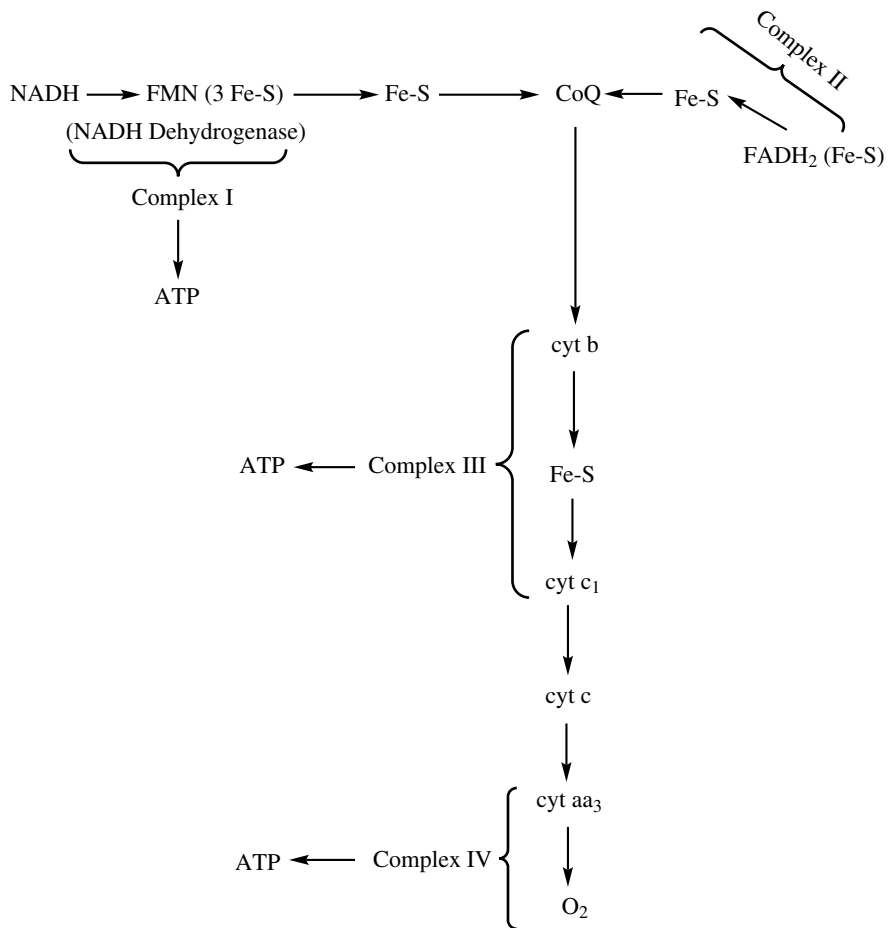 Complex II
NADH FMN (3 Fe-S) Fe-S CoQ Fe-S
(NADH Dehydrogenase)
FADH₂ (Fe-S)
Complex I
ATP
cyt b
ATP Complex III Fe-S
cyt c₁
cyt c
cyt aa₃
ATP Complex IV
O₂